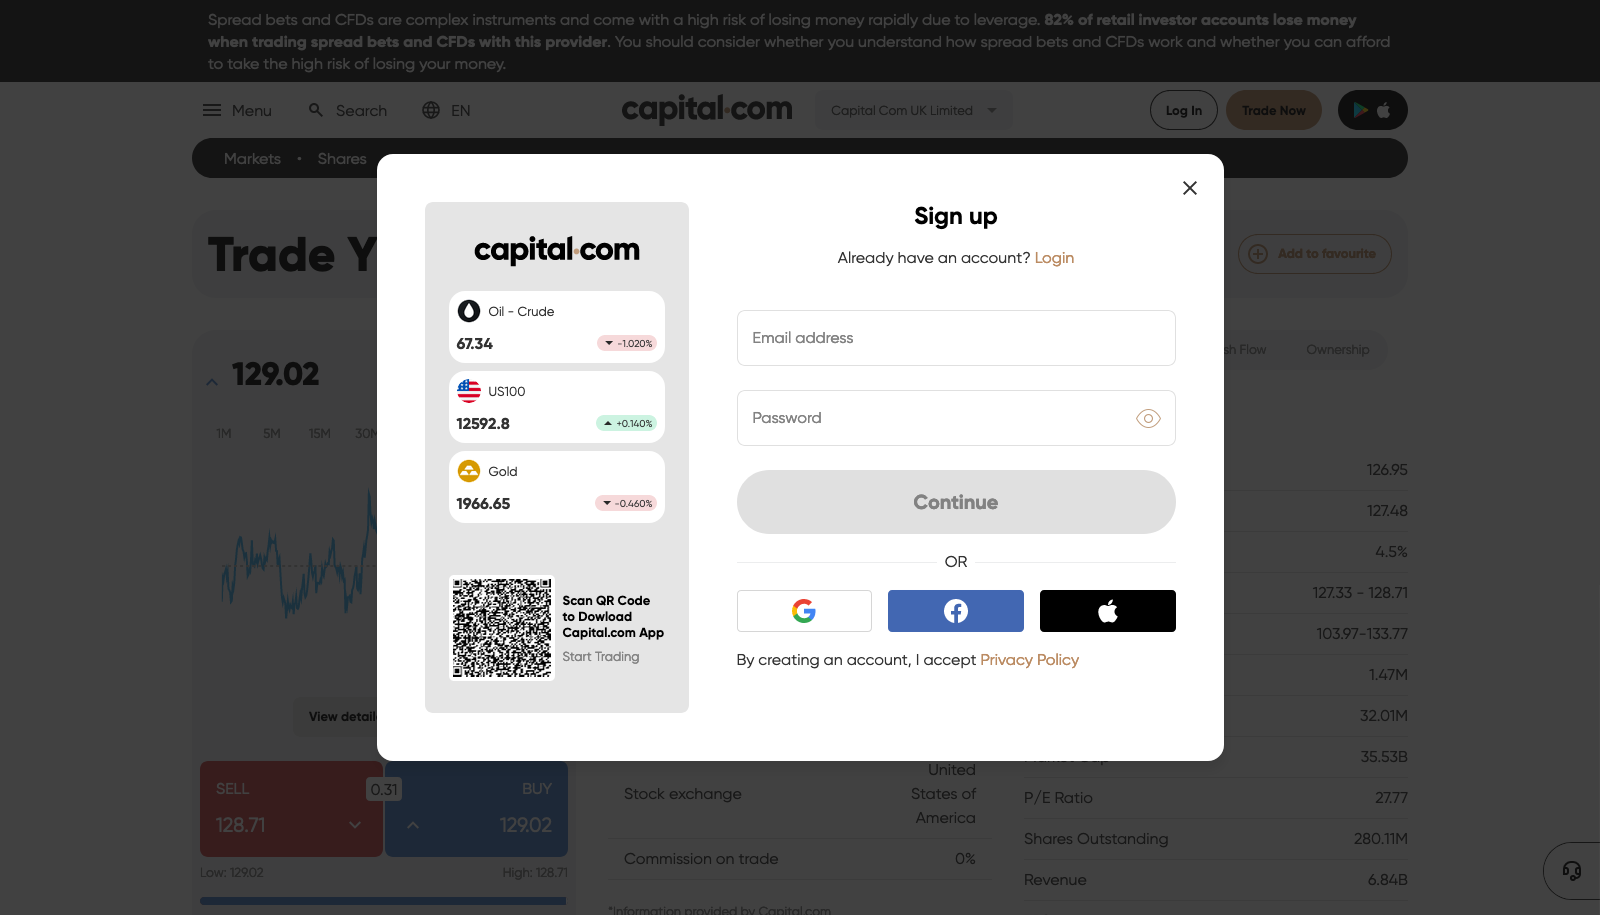 Spread bets and CFDs are complex instruments and come with a high risk of losing money rapidly due to leverage. 82% of retail investor accounts lose money
when trading spread bets and CFDs with this provider. You should consider whether you understand how spread bets and CFDs work and whether you can afford
to take the high risk of losing your money.
Menu Search EN capital.com Capital Com UK Limited Log In Trade Now
Markets • Shares
Trade Y
Add to favourite
Sign up
Already have an account? Login
Email address
Password
Continue
OR
By creating an account, I accept Privacy Policy
capital.com
Oil - Crude
67.34 -1.020%
US100
12592.8 +0.140%
Gold
1966.65 -0.460%
Scan QR Code
to Dowload
Capital.com App
Start Trading
129.02
1M 5M 15M 30M
View details
SELL 0.31 BUY
128.71 129.02
Low: 129.02 High: 128.71
United
Stock exchange States of
America
Commission on trade 0%
*Information provided by Capital.com
Flow Ownership
126.95
127.48
4.5%
127.33 - 128.71
103.97-133.77
1.47M
32.01M
35.53B
P/E Ratio 27.77
Shares Outstanding 280.11M
Revenue 6.84B